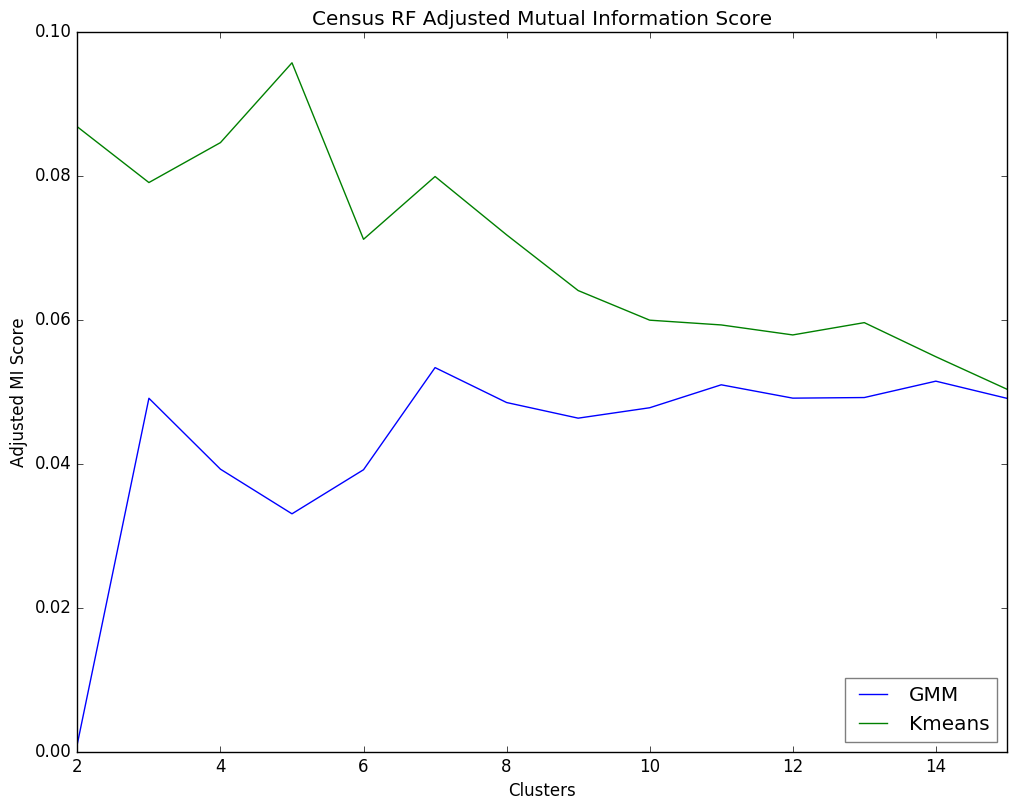 Census RF Adjusted Mutual Information Score
0.10
0.08
0.06
0.04
0.02
0.00
Adjusted MI Score
2 4 6 8 10 12 14
Clusters
GMM
Kmeans